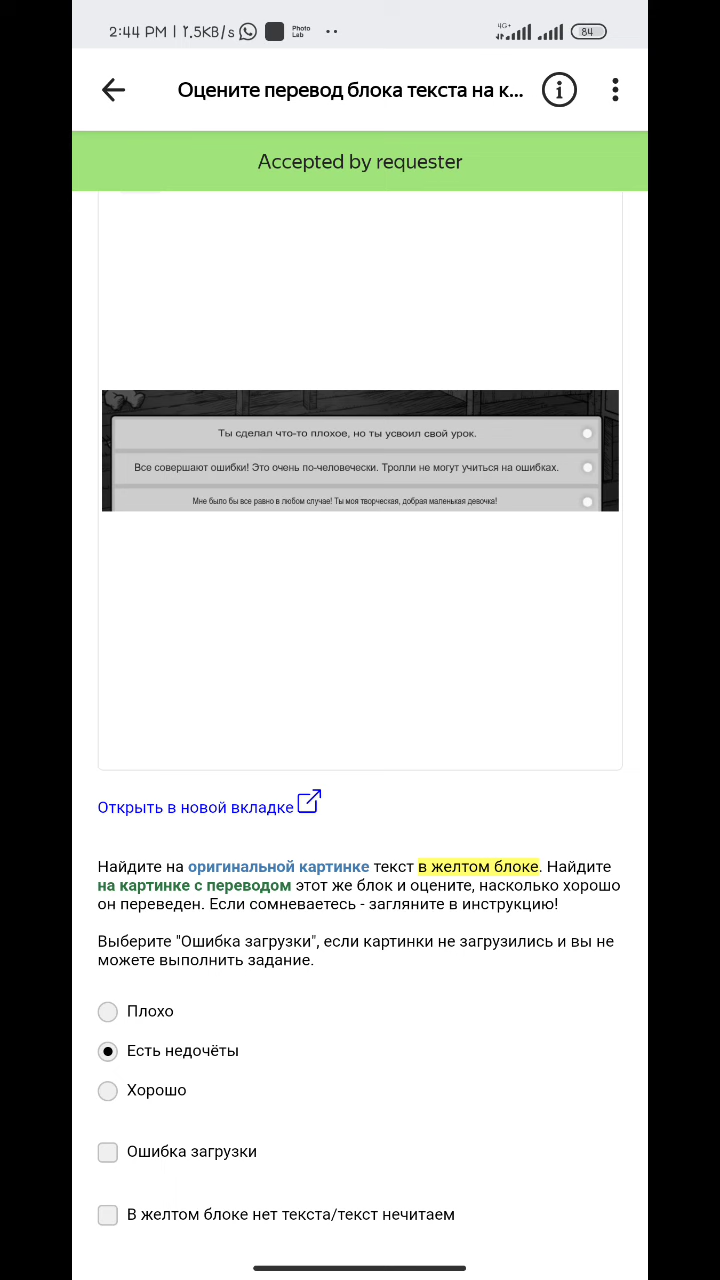 2:44 PM | 1.5KB/s Photo Lab 4G+ 84
Оцените перевод блока текста на к...
Accepted by requester
Ты сделал что-то плохое, но ты усвоил свой урок.
Все совершают ошибки! Это очень по-человечески. Тролли не могут учиться на ошибках.
Мне было бы все равно в любом случае! Ты моя творческая, добрая маленькая девочка!
Открыть в новой вкладке
Найдите на оригинальной картинке текст в желтом блоке. Найдите
на картинке с переводом этот же блок и оцените, насколько хорошо
он переведен. Если сомневаетесь - загляните в инструкцию!
Выберите "Ошибка загрузки", если картинки не загрузились и вы не
можете выполнить задание.
Плохо
Есть недочёты
Хорошо
Ошибка загрузки
В желтом блоке нет текста/текст нечитаем